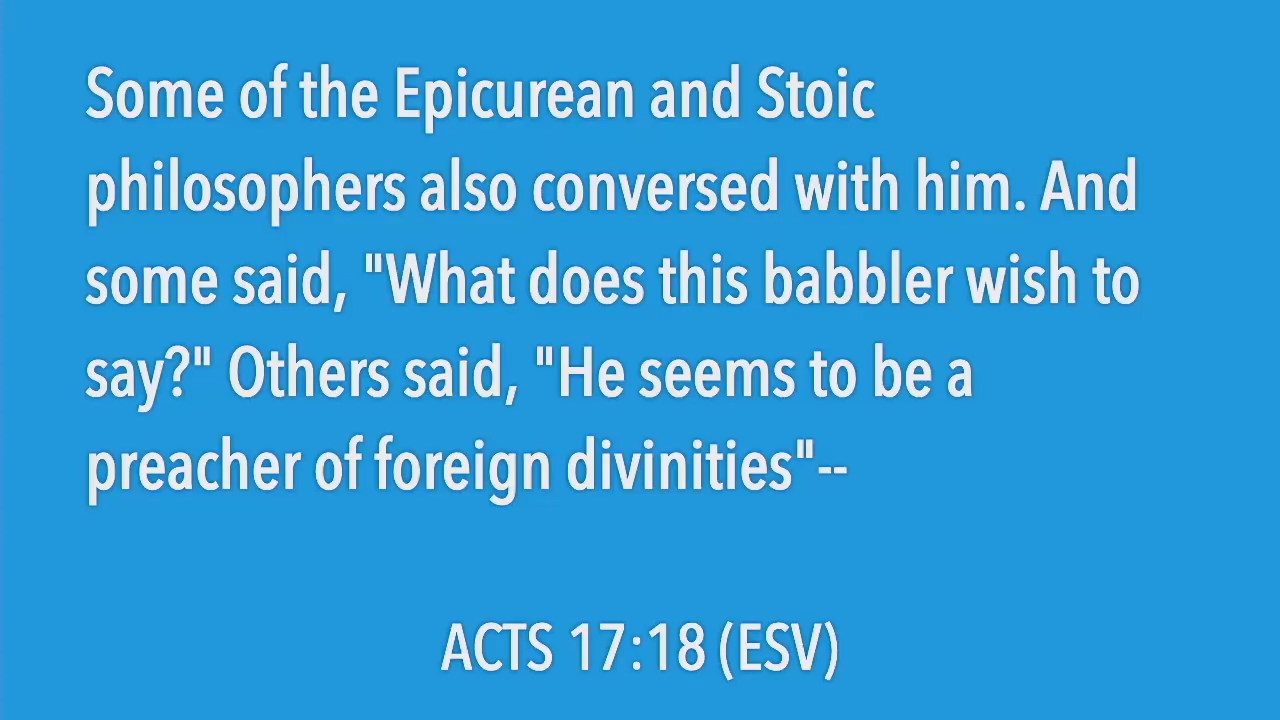 Some of the Epicurean and Stoic
philosophers also conversed with him. And
some said, "What does this babbler wish to
say?" Others said, "He seems to be a
preacher of foreign divinities"--
ACTS 17:18 (ESV)